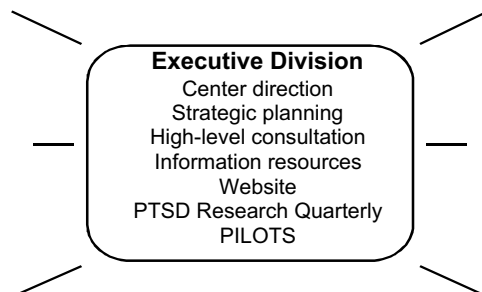 Executive Division
Center direction
Strategic planning
High-level consultation
Information resources
Website
PTSD Research Quarterly
PILOTS